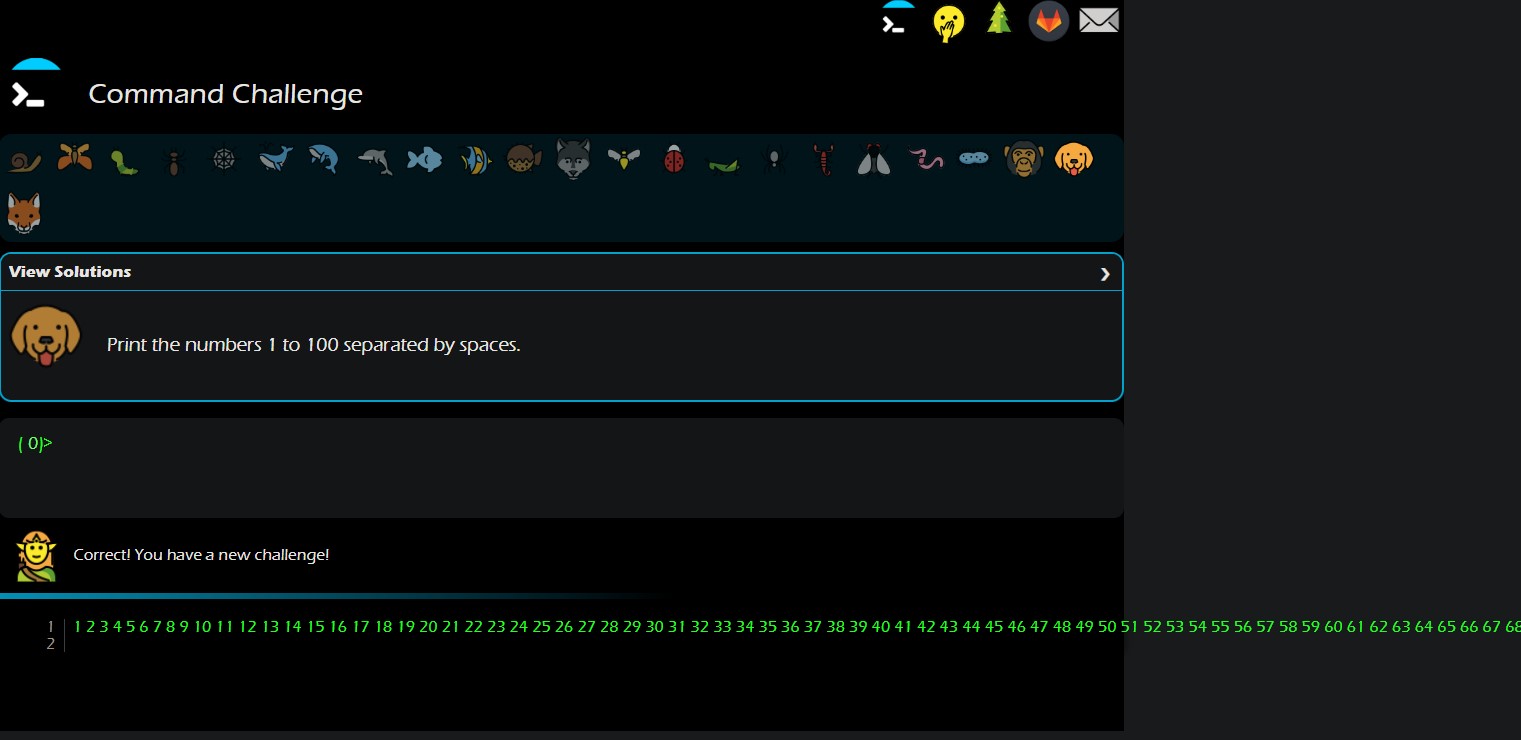 Command Challenge
View Solutions
Print the numbers 1 to 100 separated by spaces.
( 0)>
Correct! You have a new challenge!
1 1 2 3 4 5 6 7 8 9 10 11 12 13 14 15 16 17 18 19 20 21 22 23 24 25 26 27 28 29 30 31 32 33 34 35 36 37 38 39 40 41 42 43 44 45 46 47 48 49 50 51 52 53 54 55 56 57 58 59 60 61 62 63 64 65 66 67 68
2